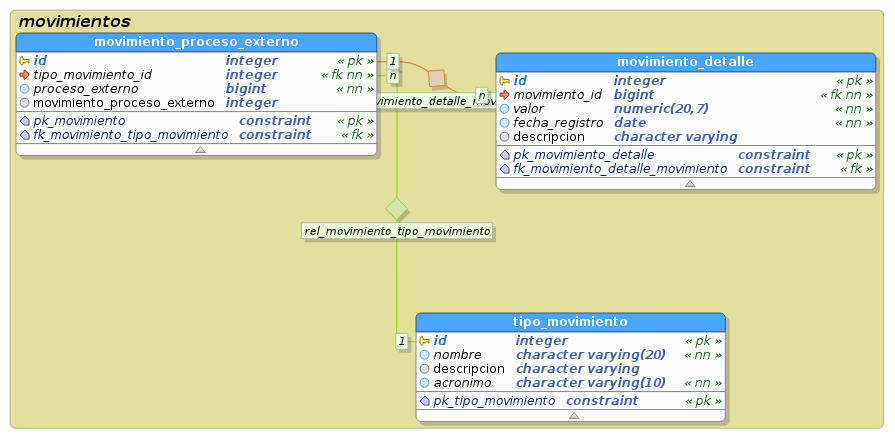 movimientos
movimiento_proceso_externo
id integer « pk »
tipo_movimiento_id integer « fk nn »
proceso_externo bigint « nn »
movimiento_proceso_externo integer
pk_movimiento constraint « pk »
fk_movimiento_tipo_movimiento constraint « fk »
1
n
n
movimiento_detalle
id integer « pk »
movimiento_id bigint « fk nn »
valor numeric(20,7) « nn »
fecha_registro date « nn »
descripcion character varying
pk_movimiento_detalle constraint « pk »
fk_movimiento_detalle_movimiento constraint « fk »
rel_movimiento_tipo_movimiento
1
tipo_movimiento
id integer « pk »
nombre character varying(20) « nn »
descripcion character varying
acronimo character varying(10) « nn »
pk_tipo_movimiento constraint « pk »